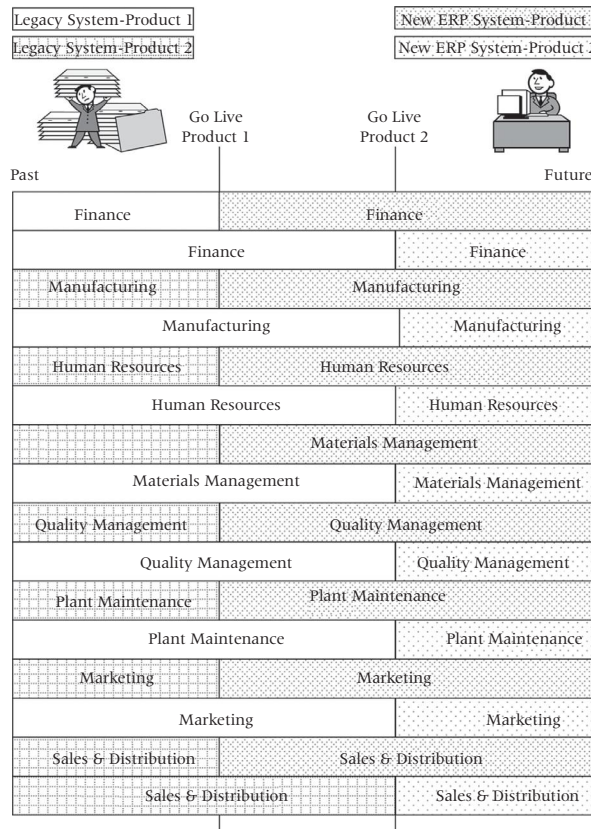 Legacy System-Product 1
New ERP System-Product
Legacy System-Product 2
New ERP System-Product 2
Go Live
Product 1
Go Live
Product 2
Past
Future
Finance
Finance
Finance
Finance
Manufacturing
Manufacturing
Manufacturing
Manufacturing
Human Resources
Human Resources
Human Resources
Human Resources
Materials Management
Materials Management
Materials Management
Quality Management
Quality Management
Quality Management
Quality Management
Plant Maintenance
Plant Maintenance
Plant Maintenance
Plant Maintenance
Marketing
Marketing
Marketing
Marketing
Sales & Distribution
Sales & Distribution
Sales & Distribution
Sales & Distribution